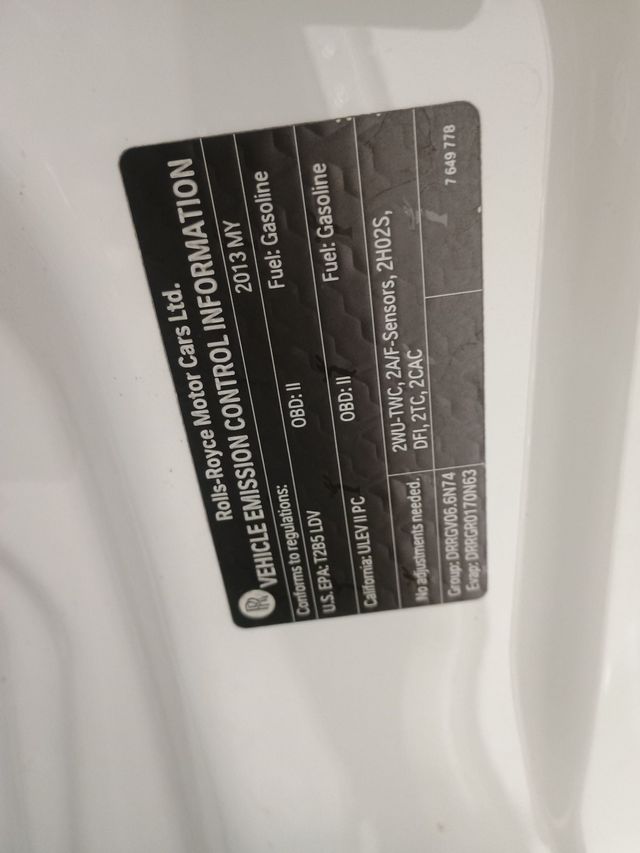 Rolls-Royce Motor Cars Ltd.
RR VEHICLE EMISSION CONTROL INFORMATION
Conforms to regulations: 2013 MY
U.S. EPA: T2B5 LDV OBD: II Fuel: Gasoline
California: ULEV II PC OBD: II Fuel: Gasoline
No adjustments needed. 2WU-TWC, 2A/F-Sensors, 2HO2S,
DFI, 2TC, 2CAC
Group: DRRGV06.6N74
Evap: DRRGR0170N63 7 649 778